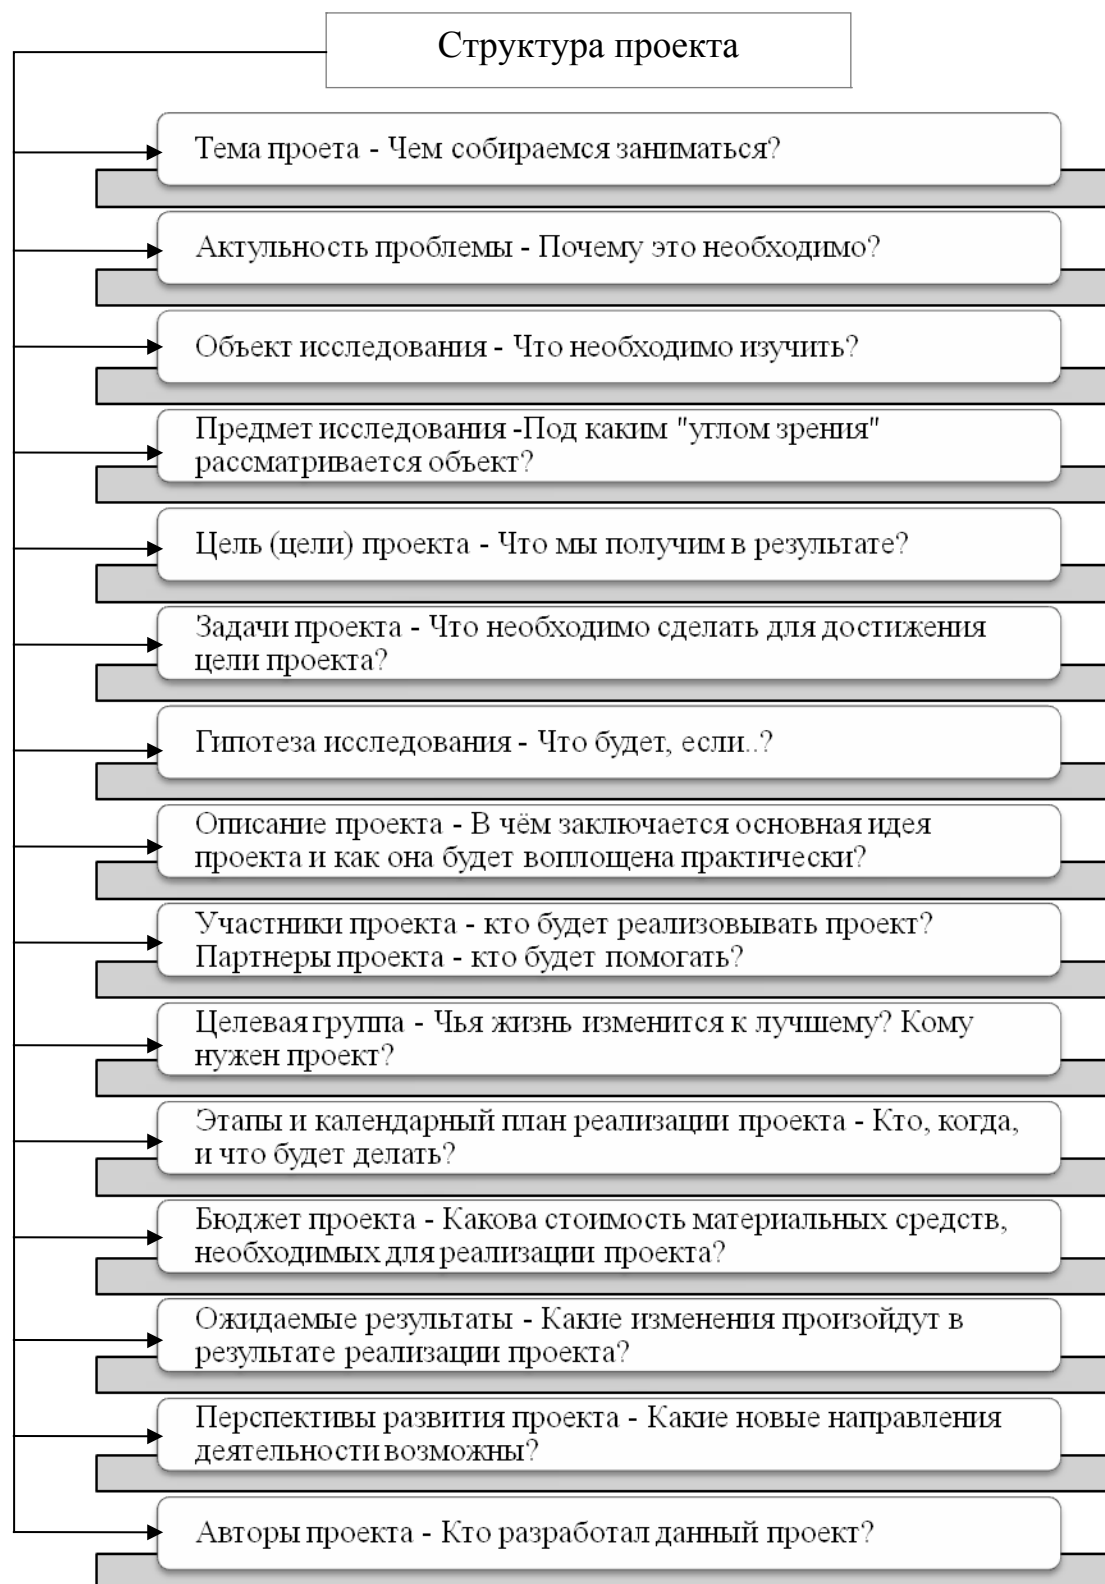 Структура проекта
Тема проета - Чем собираемся заниматься?
Актульность проблемы - Почему это необходимо?
Объект исследования - Что необходимо изучить?
Предмет исследования -Под каким "углом зрения"
рассматривается объект?
Цель (цели) проекта - Что мы получим в результате?
Задачи проекта - Что необходимо сделать для достижения
цели проекта?
Гипотеза исследования - Что будет, если..?
Описание проекта - В чём заключается основная идея
проекта и как она будет воплощена практически?
Участники проекта - кто будет реализовывать проект?
Партнеры проекта - кто будет помогать?
Целевая группа - Чья жизнь изменится к лучшему? Кому
нужен проект?
Этапы и календарный план реализации проекта - Кто, когда,
и что будет делать?
Бюджет проекта - Какова стоимость материальных средств,
необходимых для реализации проекта?
Ожидаемые результаты - Какие изменения произойдут в
результате реализации проекта?
Перспективы развития проекта - Какие новые направления
деятельности возможны?
Авторы проекта - Кто разработал данный проект?